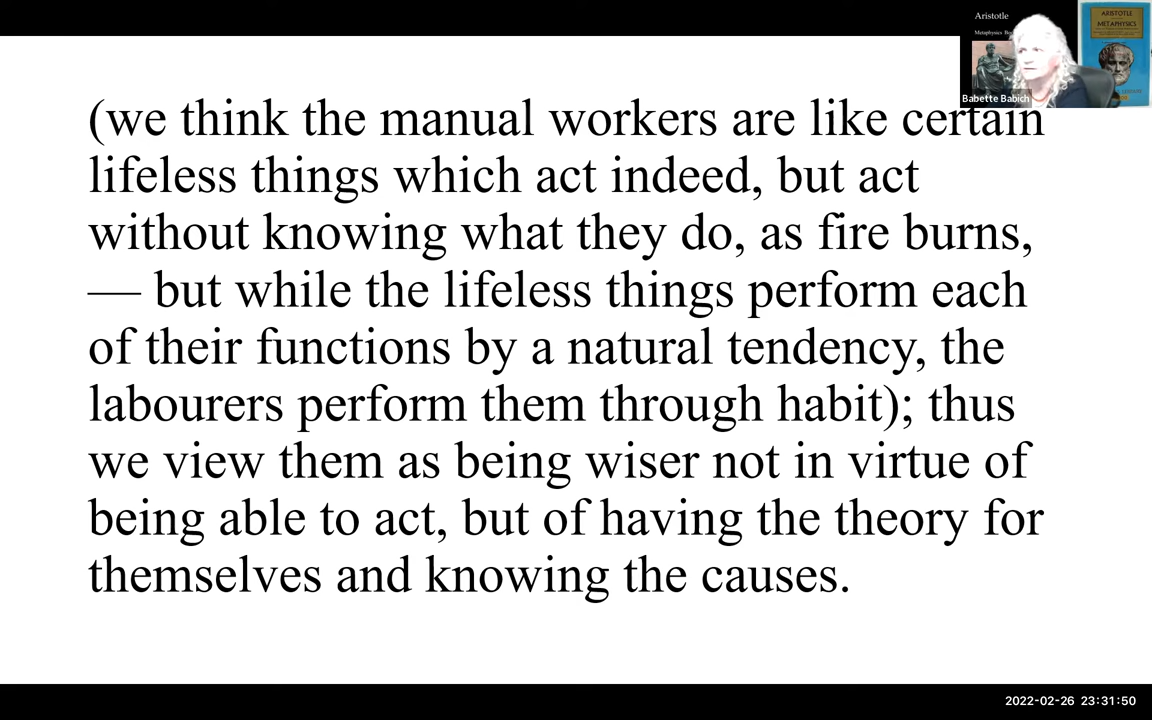 Aristotle
Metaphysics
ARISTOTLE
METAPHYSICS
Babette Babich
(we think the manual workers are like certain
lifeless things which act indeed, but act
without knowing what they do, as fire burns,
— but while the lifeless things perform each
of their functions by a natural tendency, the
labourers perform them through habit); thus
we view them as being wiser not in virtue of
being able to act, but of having the theory for
themselves and knowing the causes.
2022-02-26 23:31:50